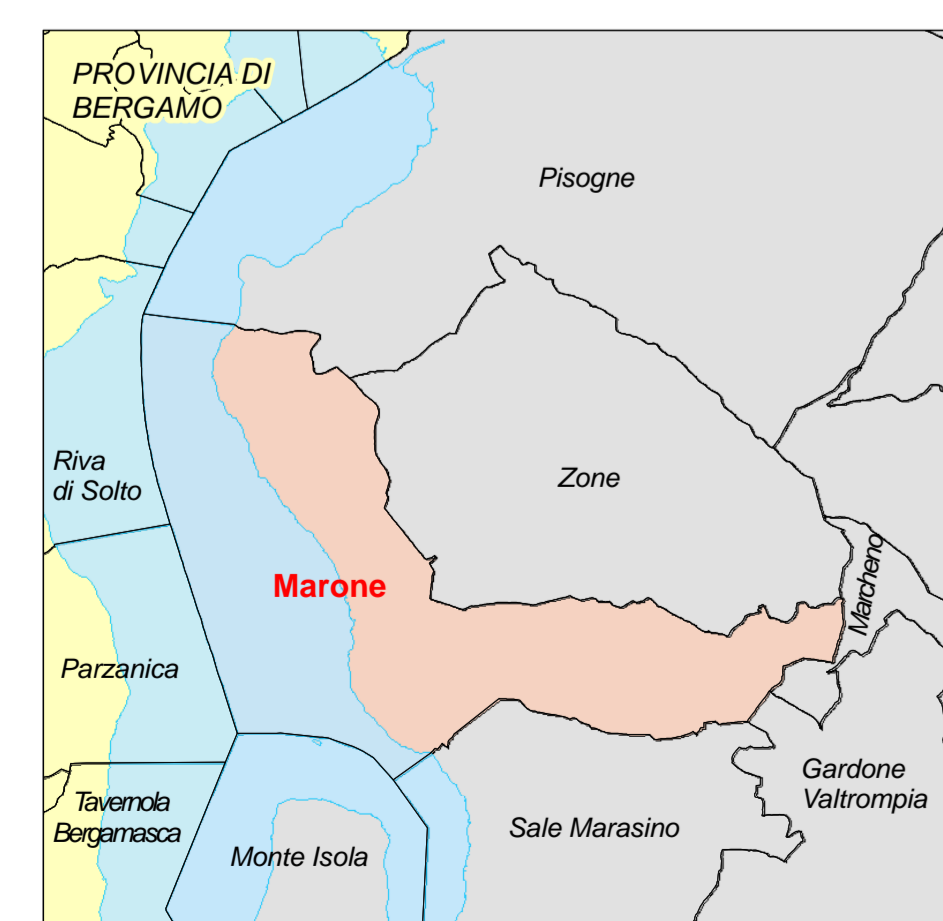 PROVINCIA DI
BERGAMO
Pisogne
Riva
di Solto
Zone
Marcheno
Marone
Parzanica
Gardone
Valtrompia
Tavernola
Bergamasca
Sale Marasino
Monte Isola